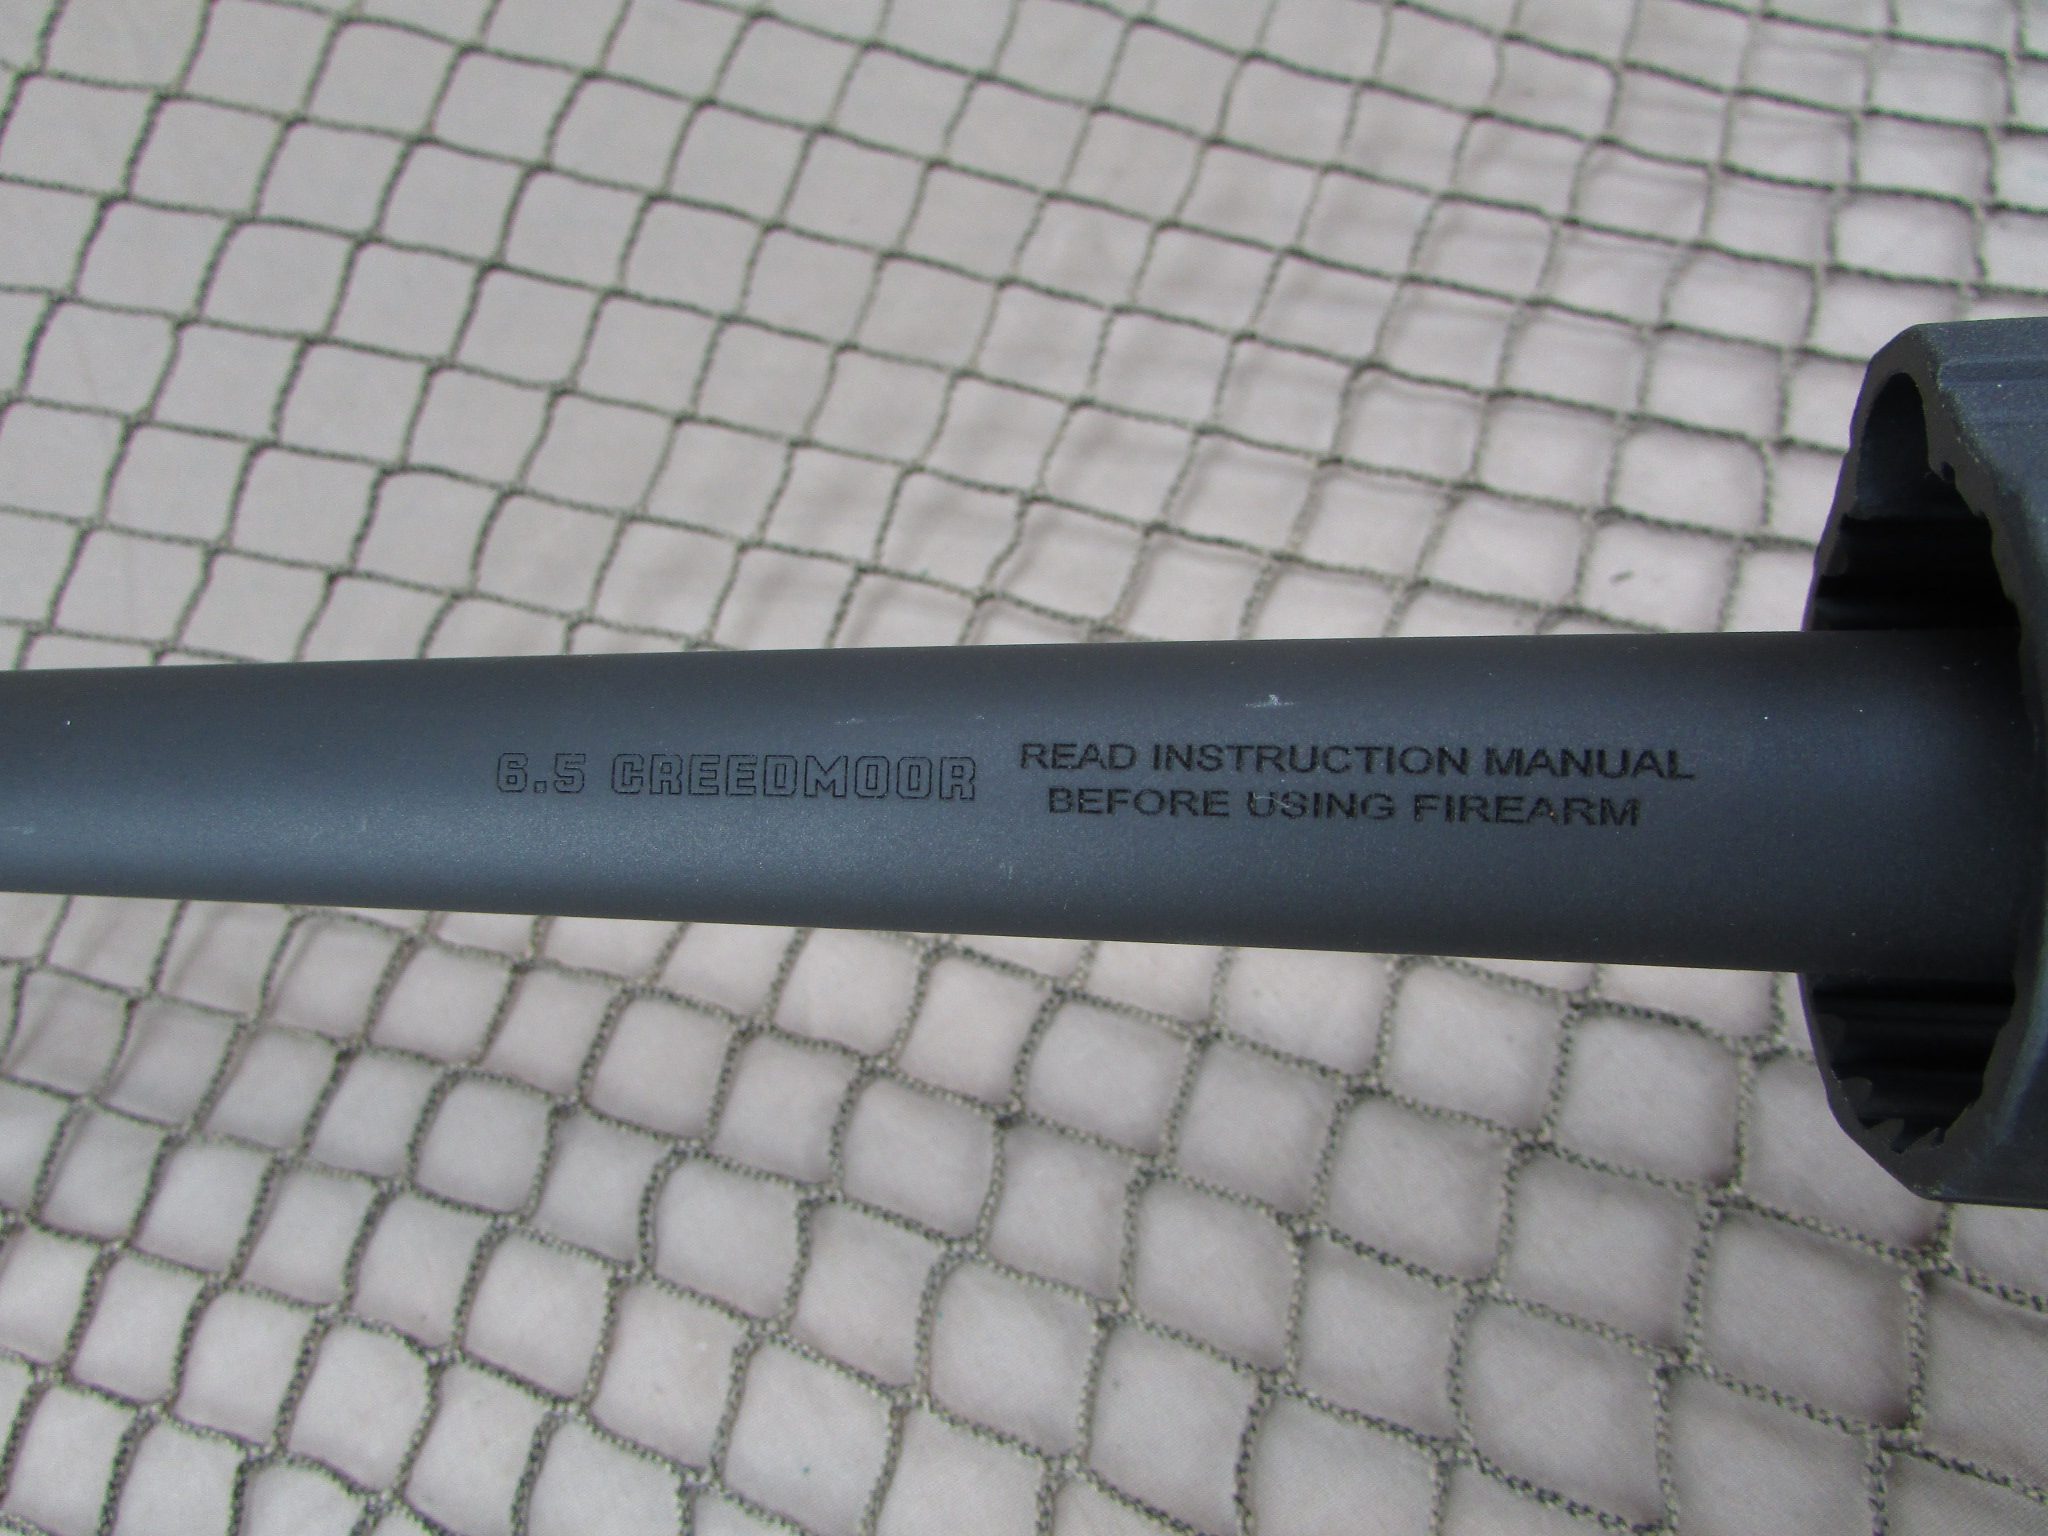 6.5 CREEDMOOR
READ INSTRUCTION MANUAL
BEFORE USING FIREARM